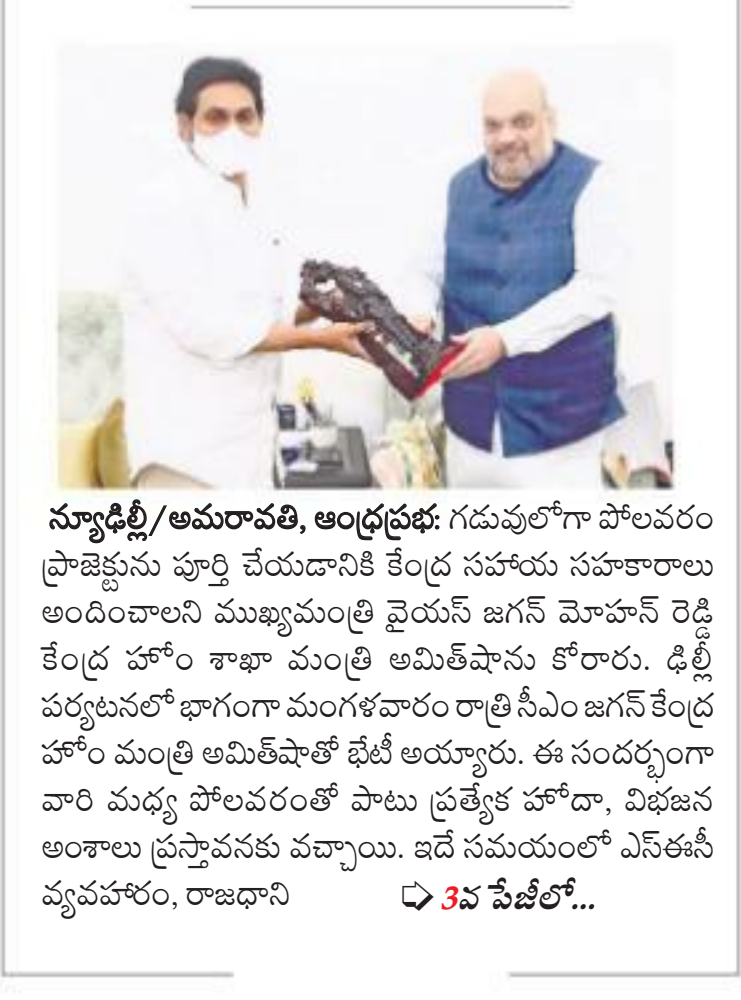 న్యూఢిల్లీ/అమరావతి, ఆంధ్రప్రభ: గడువులోగా పోలవరం
ప్రాజెక్టును పూర్తి చేయడానికి కేంద్ర సహాయ సహకారాలు
అందించాలని ముఖ్యమంత్రి వైయస్ జగన్ మోహన్ రెడ్డి
కేంద్ర హోం శాఖా మంత్రి అమిత్‌షాను కోరారు. ఢిల్లీ
పర్యటనలో భాగంగా మంగళవారం రాత్రి సీఎం జగన్ కేంద్ర
హోం మంత్రి అమిత్‌షాతో భేటీ అయ్యారు. ఈ సందర్భంగా
వారి మధ్య పోలవరంతో పాటు ప్రత్యేక హోదా, విభజన
అంశాలు ప్రస్తావనకు వచ్చాయి. ఇదే సమయంలో ఎస్ఈసీ
వ్యవహారం, రాజధాని ➩ 3వ పేజీలో...